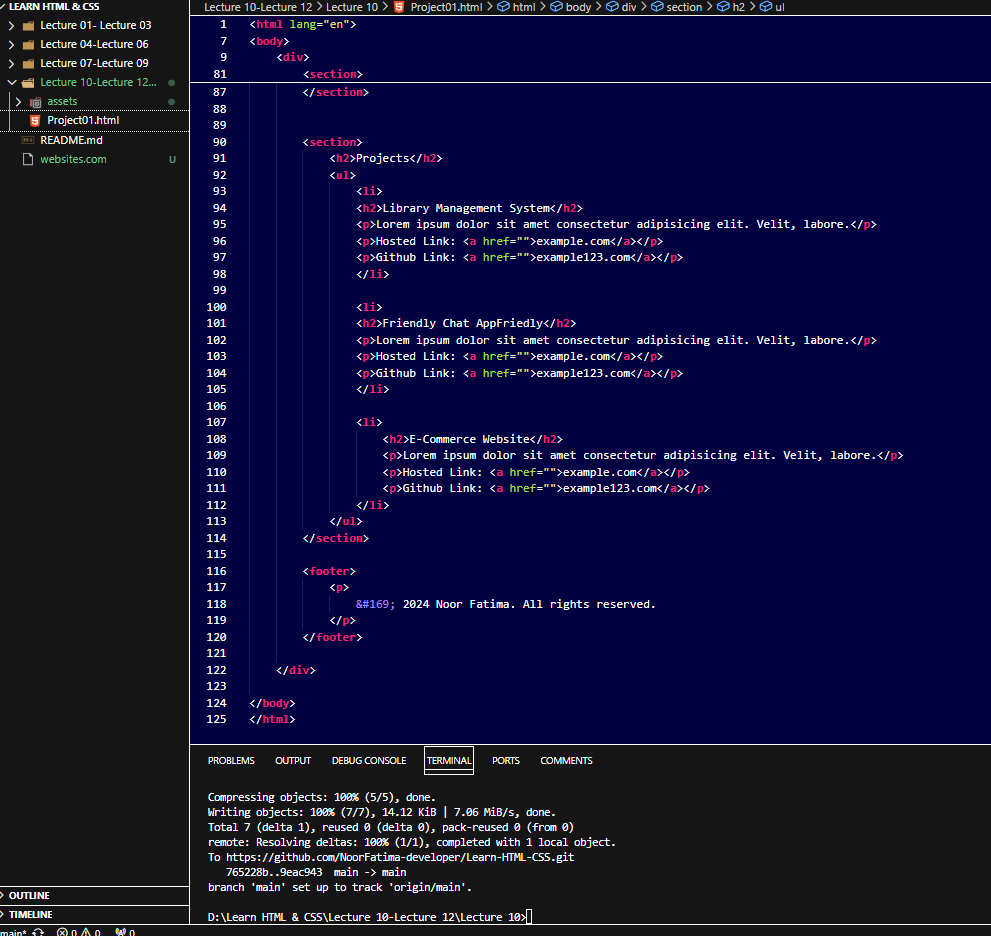 LEARN HTML & CSS
Lecture 01- Lecture 03
Lecture 04-Lecture 06
Lecture 07-Lecture 09
Lecture 10-Lecture 12...
assets
Project01.html
README.md
websites.com U
OUTLINE
TIMELINE
Lecture 10-Lecture 12 > Lecture 10 > Project01.html > html > body > div > section > h2 > ul
1 <html lang="en">
7 <body>
9 <div>
81 <section>
87 </section>
88
89
90 <section>
91 <h2>Projects</h2>
92 <ul>
93 <li>
94 <h2>Library Management System</h2>
95 <p>Lorem ipsum dolor sit amet consectetur adipisicing elit. Velit, labore.</p>
96 <p>Hosted Link: <a href="">example.com</a></p>
97 <p>Github Link: <a href="">example123.com</a></p>
98 </li>
99
100 <li>
101 <h2>Friendly Chat AppFriedly</h2>
102 <p>Lorem ipsum dolor sit amet consectetur adipisicing elit. Velit, labore.</p>
103 <p>Hosted Link: <a href="">example.com</a></p>
104 <p>Github Link: <a href="">example123.com</a></p>
105 </li>
106
107 <li>
108 <h2>E-Commerce Website</h2>
109 <p>Lorem ipsum dolor sit amet consectetur adipisicing elit. Velit, labore.</p>
110 <p>Hosted Link: <a href="">example.com</a></p>
111 <p>Github Link: <a href="">example123.com</a></p>
112 </li>
113 </ul>
114 </section>
115
116 <footer>
117 <p>
118 &#169; 2024 Noor Fatima. All rights reserved.
119 </p>
120 </footer>
121
122 </div>
123
124 </body>
125 </html>
PROBLEMS OUTPUT DEBUG CONSOLE TERMINAL PORTS COMMENTS
Compressing objects: 100% (5/5), done.
Writing objects: 100% (7/7), 14.12 KiB | 7.06 MiB/s, done.
Total 7 (delta 1), reused 0 (delta 0), pack-reused 0 (from 0)
remote: Resolving deltas: 100% (1/1), completed with 1 local object.
To https://github.com/NoorFatima-developer/Learn-HTML-CSS.git
765228b..9eac943 main -> main
branch 'main' set up to track 'origin/main'.
D:\Learn HTML & CSS\Lecture 10-Lecture 12\Lecture 10>
main* 0 0 0